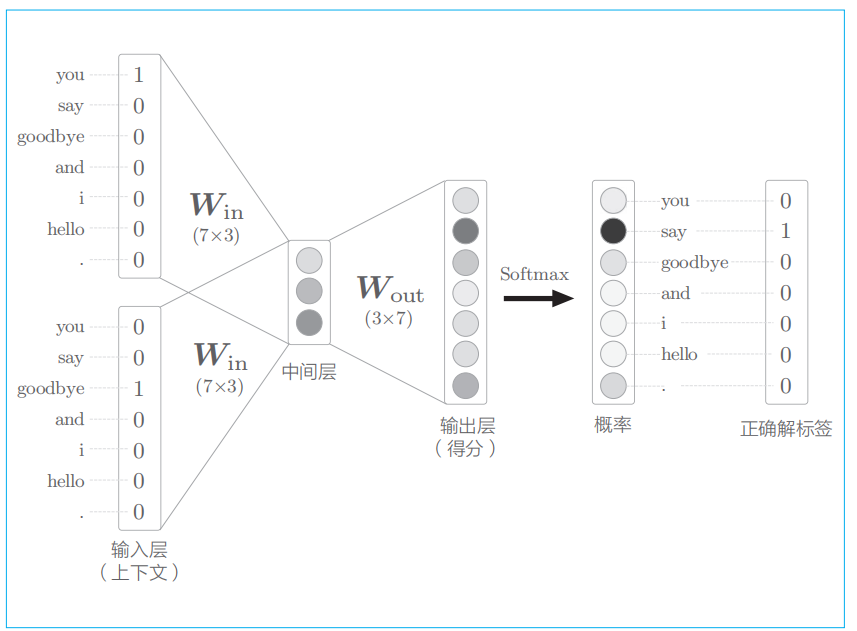 you 1
say 0
goodbye 0
and 0
i 0
hello 0
. 0
you 0
say 0
goodbye 1
and 0
i 0
hello 0
. 0
输入层
（上下文）
W in
(7×3)
W in
(7×3)
中间层
W out
(3×7)
输出层
（得分）
Softmax
概率
you 0
say 1
goodbye 0
and 0
i 0
hello 0
. 0
正确解标签